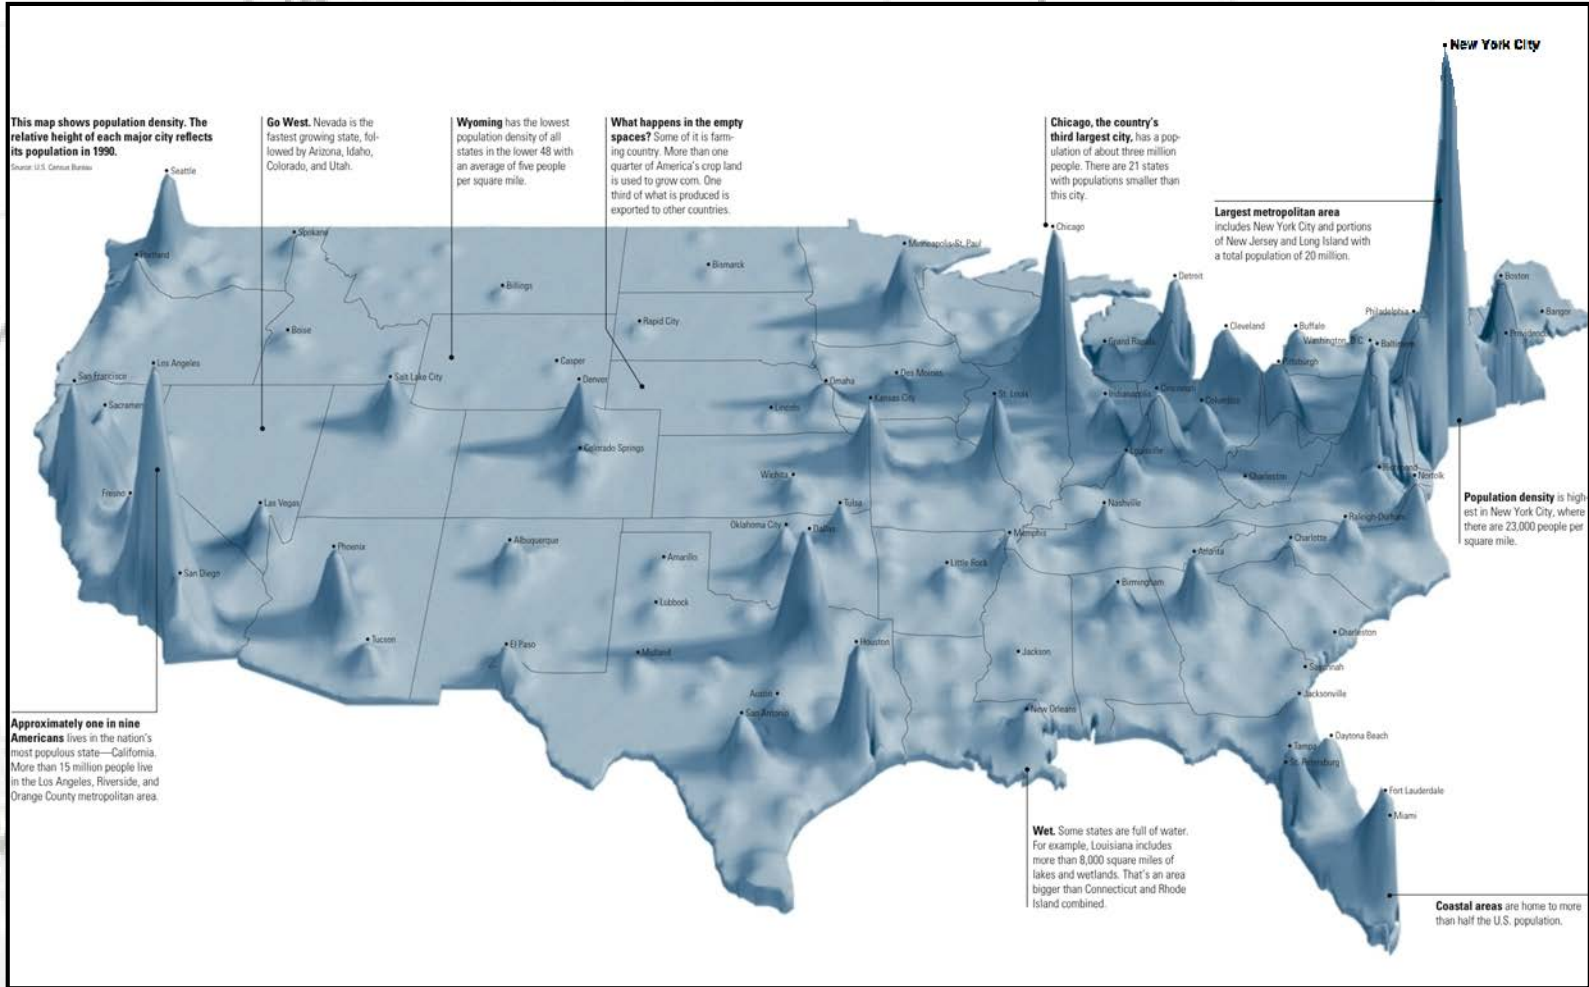 New York City
This map shows population density. The
relative height of each major city reflects
its population in 1990.
Source: U.S. Census Bureau
Go West. Nevada is the
fastest growing state, fol-
lowed by Arizona, Idaho,
Colorado, and Utah.
Wyoming has the lowest
population density of all
states in the lower 48 with
an average of five people
per square mile.
What happens in the empty
spaces? Some of it is farm-
ing country. More than one
quarter of America's crop land
is used to grow corn. One
third of what is produced is
exported to other countries.
Chicago, the country's
third largest city, has a pop-
ulation of about three million
people. There are 21 states
with populations smaller than
this city.
Largest metropolitan area
includes New York City and portions
of New Jersey and Long Island with
a total population of 20 million.
Seattle
Spokane
Portland
Billings
Bismarck
Minneapolis-St. Paul
Chicago
Detroit
Boston
Bangor
Providence
Philadelphia
Cleveland
Buffalo
Washington, D.C.
Baltimore
Pittsburgh
Grand Rapids
Boise
Rapid City
Los Angeles
San Francisco
Sacramen
Salt Lake City
Casper
Denver
Omaha
Des Moines
Lincoln
Kansas City
St. Louis
Indianapolis
Cincinnati
Columbus
Colorado Springs
Louisville
Wichita
Charleston
Richmond
Norfolk
Fresno
Las Vegas
Tulsa
Nashville
Raleigh-Durham
Oklahoma City
Dallas
Memphis
Charlotte
Phoenix
Albuquerque
Amarillo
Little Rock
Atlanta
Birmingham
San Diego
Lubbock
Tucson
El Paso
Midland
Houston
Jackson
Charleston
Savannah
Austin
San Antonio
New Orleans
Jacksonville
Tampa
Daytona Beach
St. Petersburg
Fort Lauderdale
Miami
Population density is high-
est in New York City, where
there are 23,000 people per
square mile.
Approximately one in nine
Americans lives in the nation's
most populous state—California.
More than 15 million people live
in the Los Angeles, Riverside, and
Orange County metropolitan area.
Wet. Some states are full of water.
For example, Louisiana includes
more than 8,000 square miles of
lakes and wetlands. That's an area
bigger than Connecticut and Rhode
Island combined.
Coastal areas are home to more
than half the U.S. population.